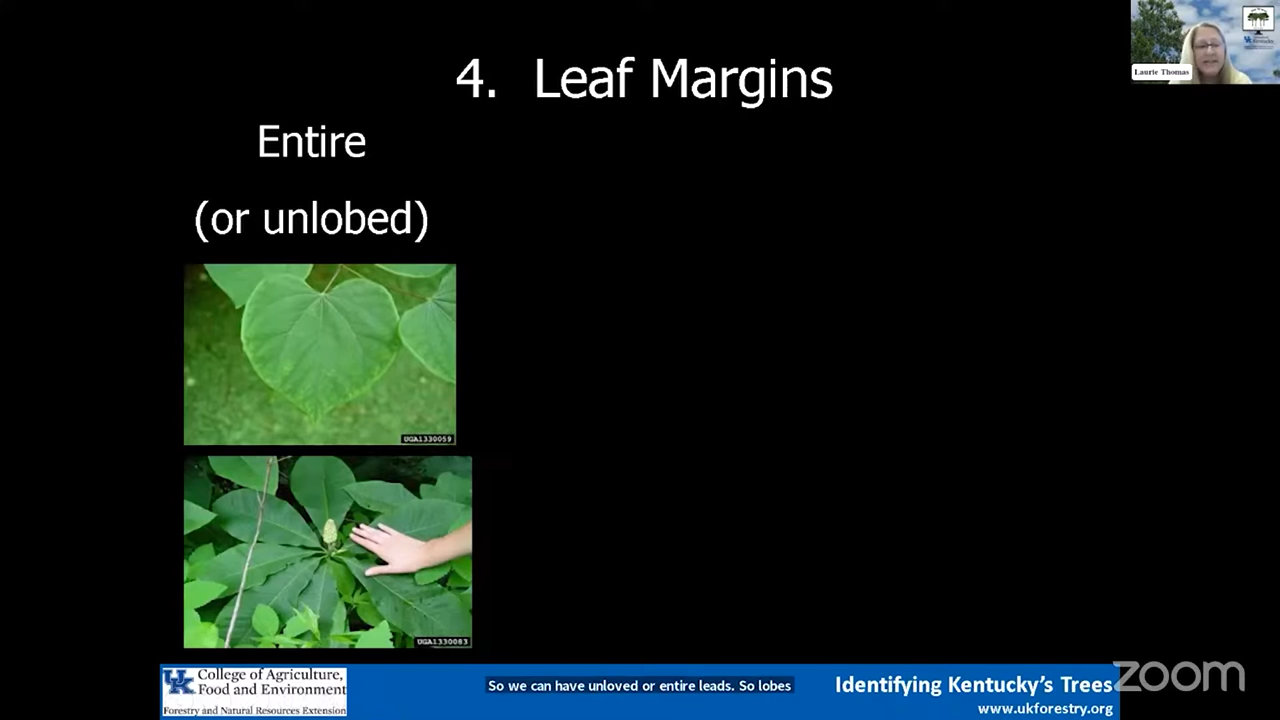 4. Leaf Margins
Laurie Thomas
Entire
(or unlobed)
UGA1330059
UGA1330083
UK College of Agriculture,
Food and Environment
Forestry and Natural Resources Extension
So we can have unloved or entire leads. So lobes
Identifying Kentucky's Trees
www.ukforestry.org
zoom